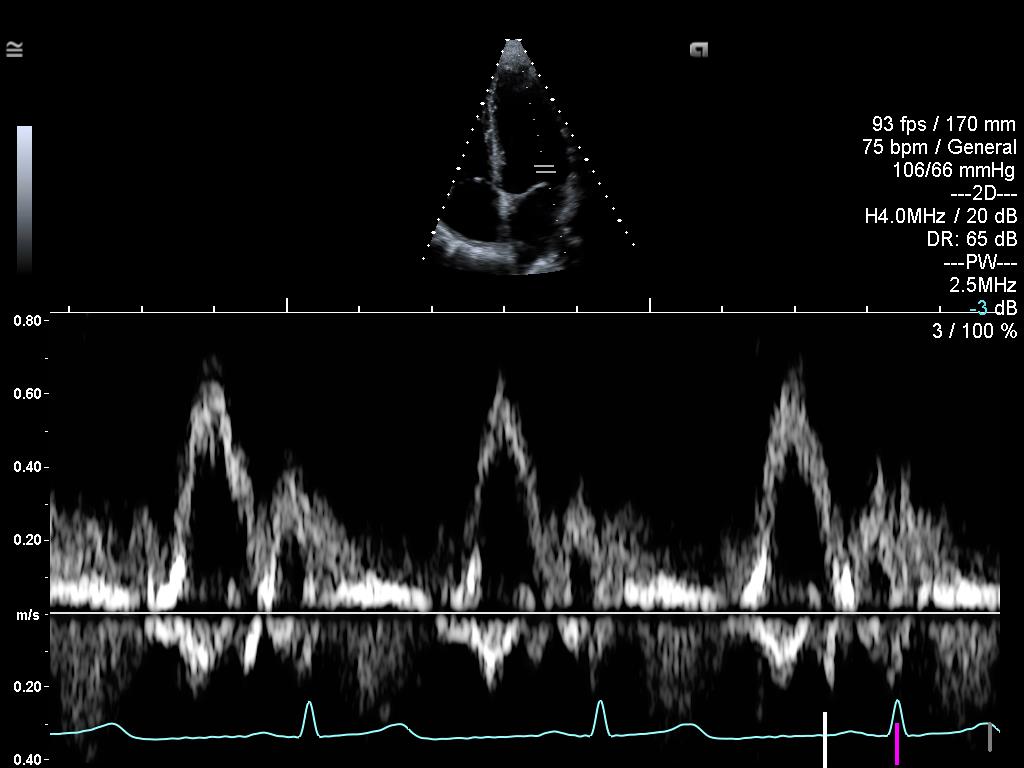 93 fps / 170 mm
75 bpm / General
106/66 mmHg
---2D---
H4.0MHz / 20 dB
DR: 65 dB
---PW---
2.5MHz
-3 dB
3 / 100 %
0.80
0.60
0.40
0.20
m/s
0.20
0.40